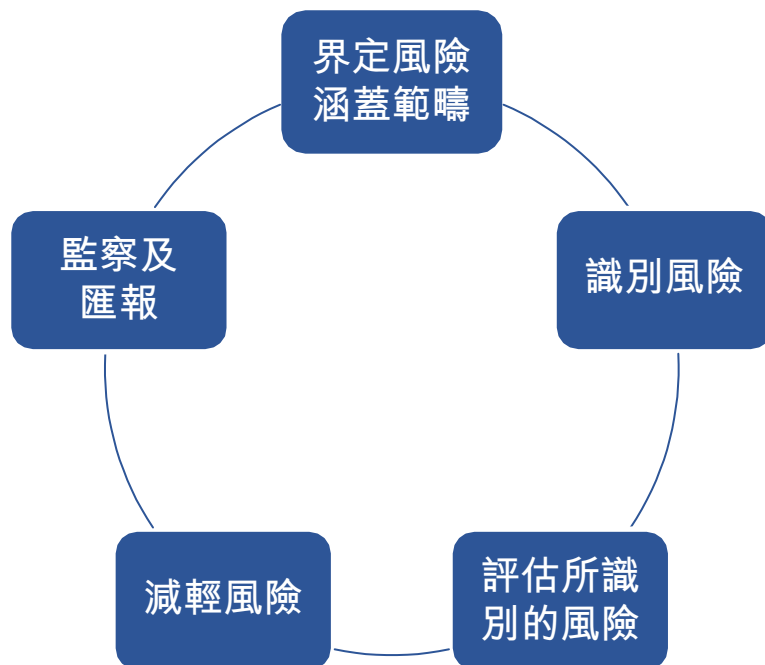 界定風險
涵蓋範疇
識別風險
評估所識
別的風險
減輕風險
監察及
匯報